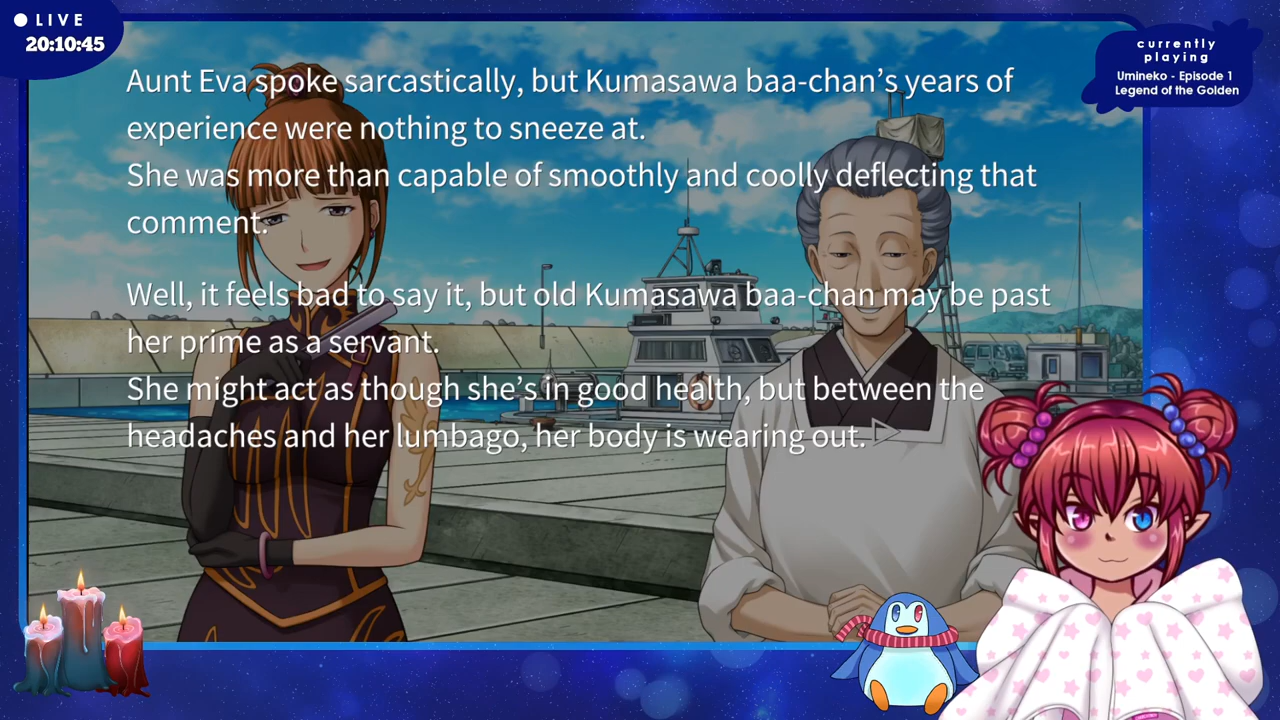 LIVE
20:10:45
currently
playing
Umineko - Episode 1
Legend of the Golden
Aunt Eva spoke sarcastically, but Kumasawa baa-chan’s years of
experience were nothing to sneeze at.
She was more than capable of smoothly and coolly deflecting that
comment.
Well, it feels bad to say it, but old Kumasawa baa-chan may be past
her prime as a servant.
She might act as though she’s in good health, but between the
headaches and her lumbago, her body is wearing out.